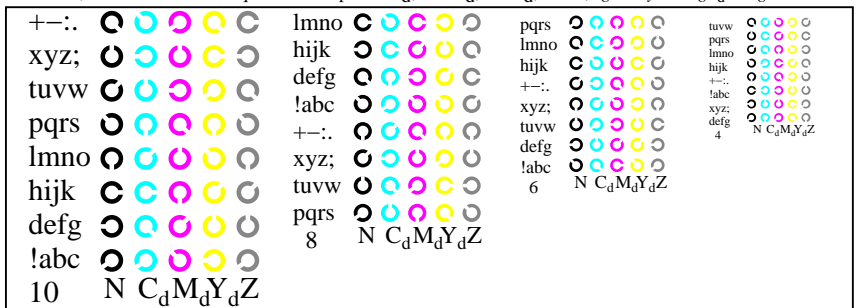 +−:.
xyz;
tuvw
pqrs
lmno
hijk
defg
!abc
10 N CdMdYdZ
lmno
hijk
defg
!abc
+−:.
xyz;
tuvw
pqrs
8 N CdMdYdZ
pqrs
lmno
hijk
+−:.
xyz;
tuvw
defg
!abc
6 N CdMdYdZ
tuvw
pqrs
lmno
hijk
+−:.
!abc
xyz;
defg
4 N CdMdYdZ